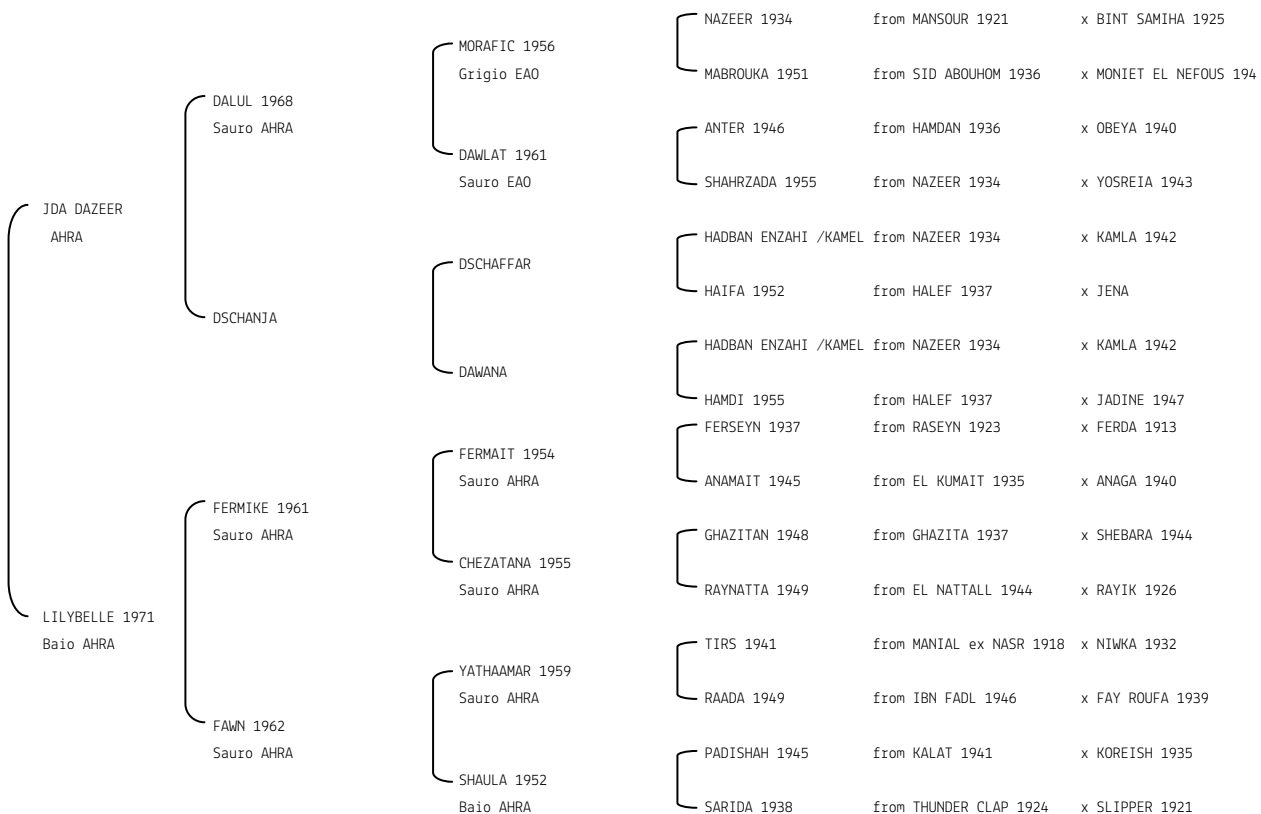 NAZEER 1934 from MANSOUR 1921 x BINT SAMIHA 1925
MORAFIC 1956
Grigio EAO MABROUKA 1951 from SID ABOUHOM 1936 x MONIET EL NEFOUS 194
DALUL 1968
Sauro AHRA ANTER 1946 from HAMDAN 1936 x OBEYA 1940
DAWLAT 1961
Sauro EAO SHAHRZADA 1955 from NAZEER 1934 x YOSREIA 1943
JDA DAZEER
AHRA HADBAN ENZAHI /KAMEL from NAZEER 1934 x KAMLA 1942
DSCHAFFAR
HAIFA 1952 from HALEF 1937 x JENA
DSCHANJA
HADBAN ENZAHI /KAMEL from NAZEER 1934 x KAMLA 1942
DAWANA
HAMDI 1955 from HALEF 1937 x JADINE 1947
FERSEYN 1937 from RASEYN 1923 x FERDA 1913
FERMAIT 1954
Sauro AHRA ANAMAIT 1945 from EL KUMAIT 1935 x ANAGA 1940
FERMIKE 1961
Sauro AHRA GHAZITAN 1948 from GHAZITA 1937 x SHEBARA 1944
CHEZATANA 1955
Sauro AHRA RAYNATTA 1949 from EL NATTALL 1944 x RAYIK 1926
LILYBELLE 1971
Baio AHRA TIRS 1941 from MANIAL ex NASR 1918 x NIWKA 1932
YATHAAMAR 1959
Sauro AHRA RAADA 1949 from IBN FADL 1946 x FAY ROUFA 1939
FAWN 1962
Sauro AHRA PADISHAH 1945 from KALAT 1941 x KOREISH 1935
SHAULA 1952
Baio AHRA SARIDA 1938 from THUNDER CLAP 1924 x SLIPPER 1921